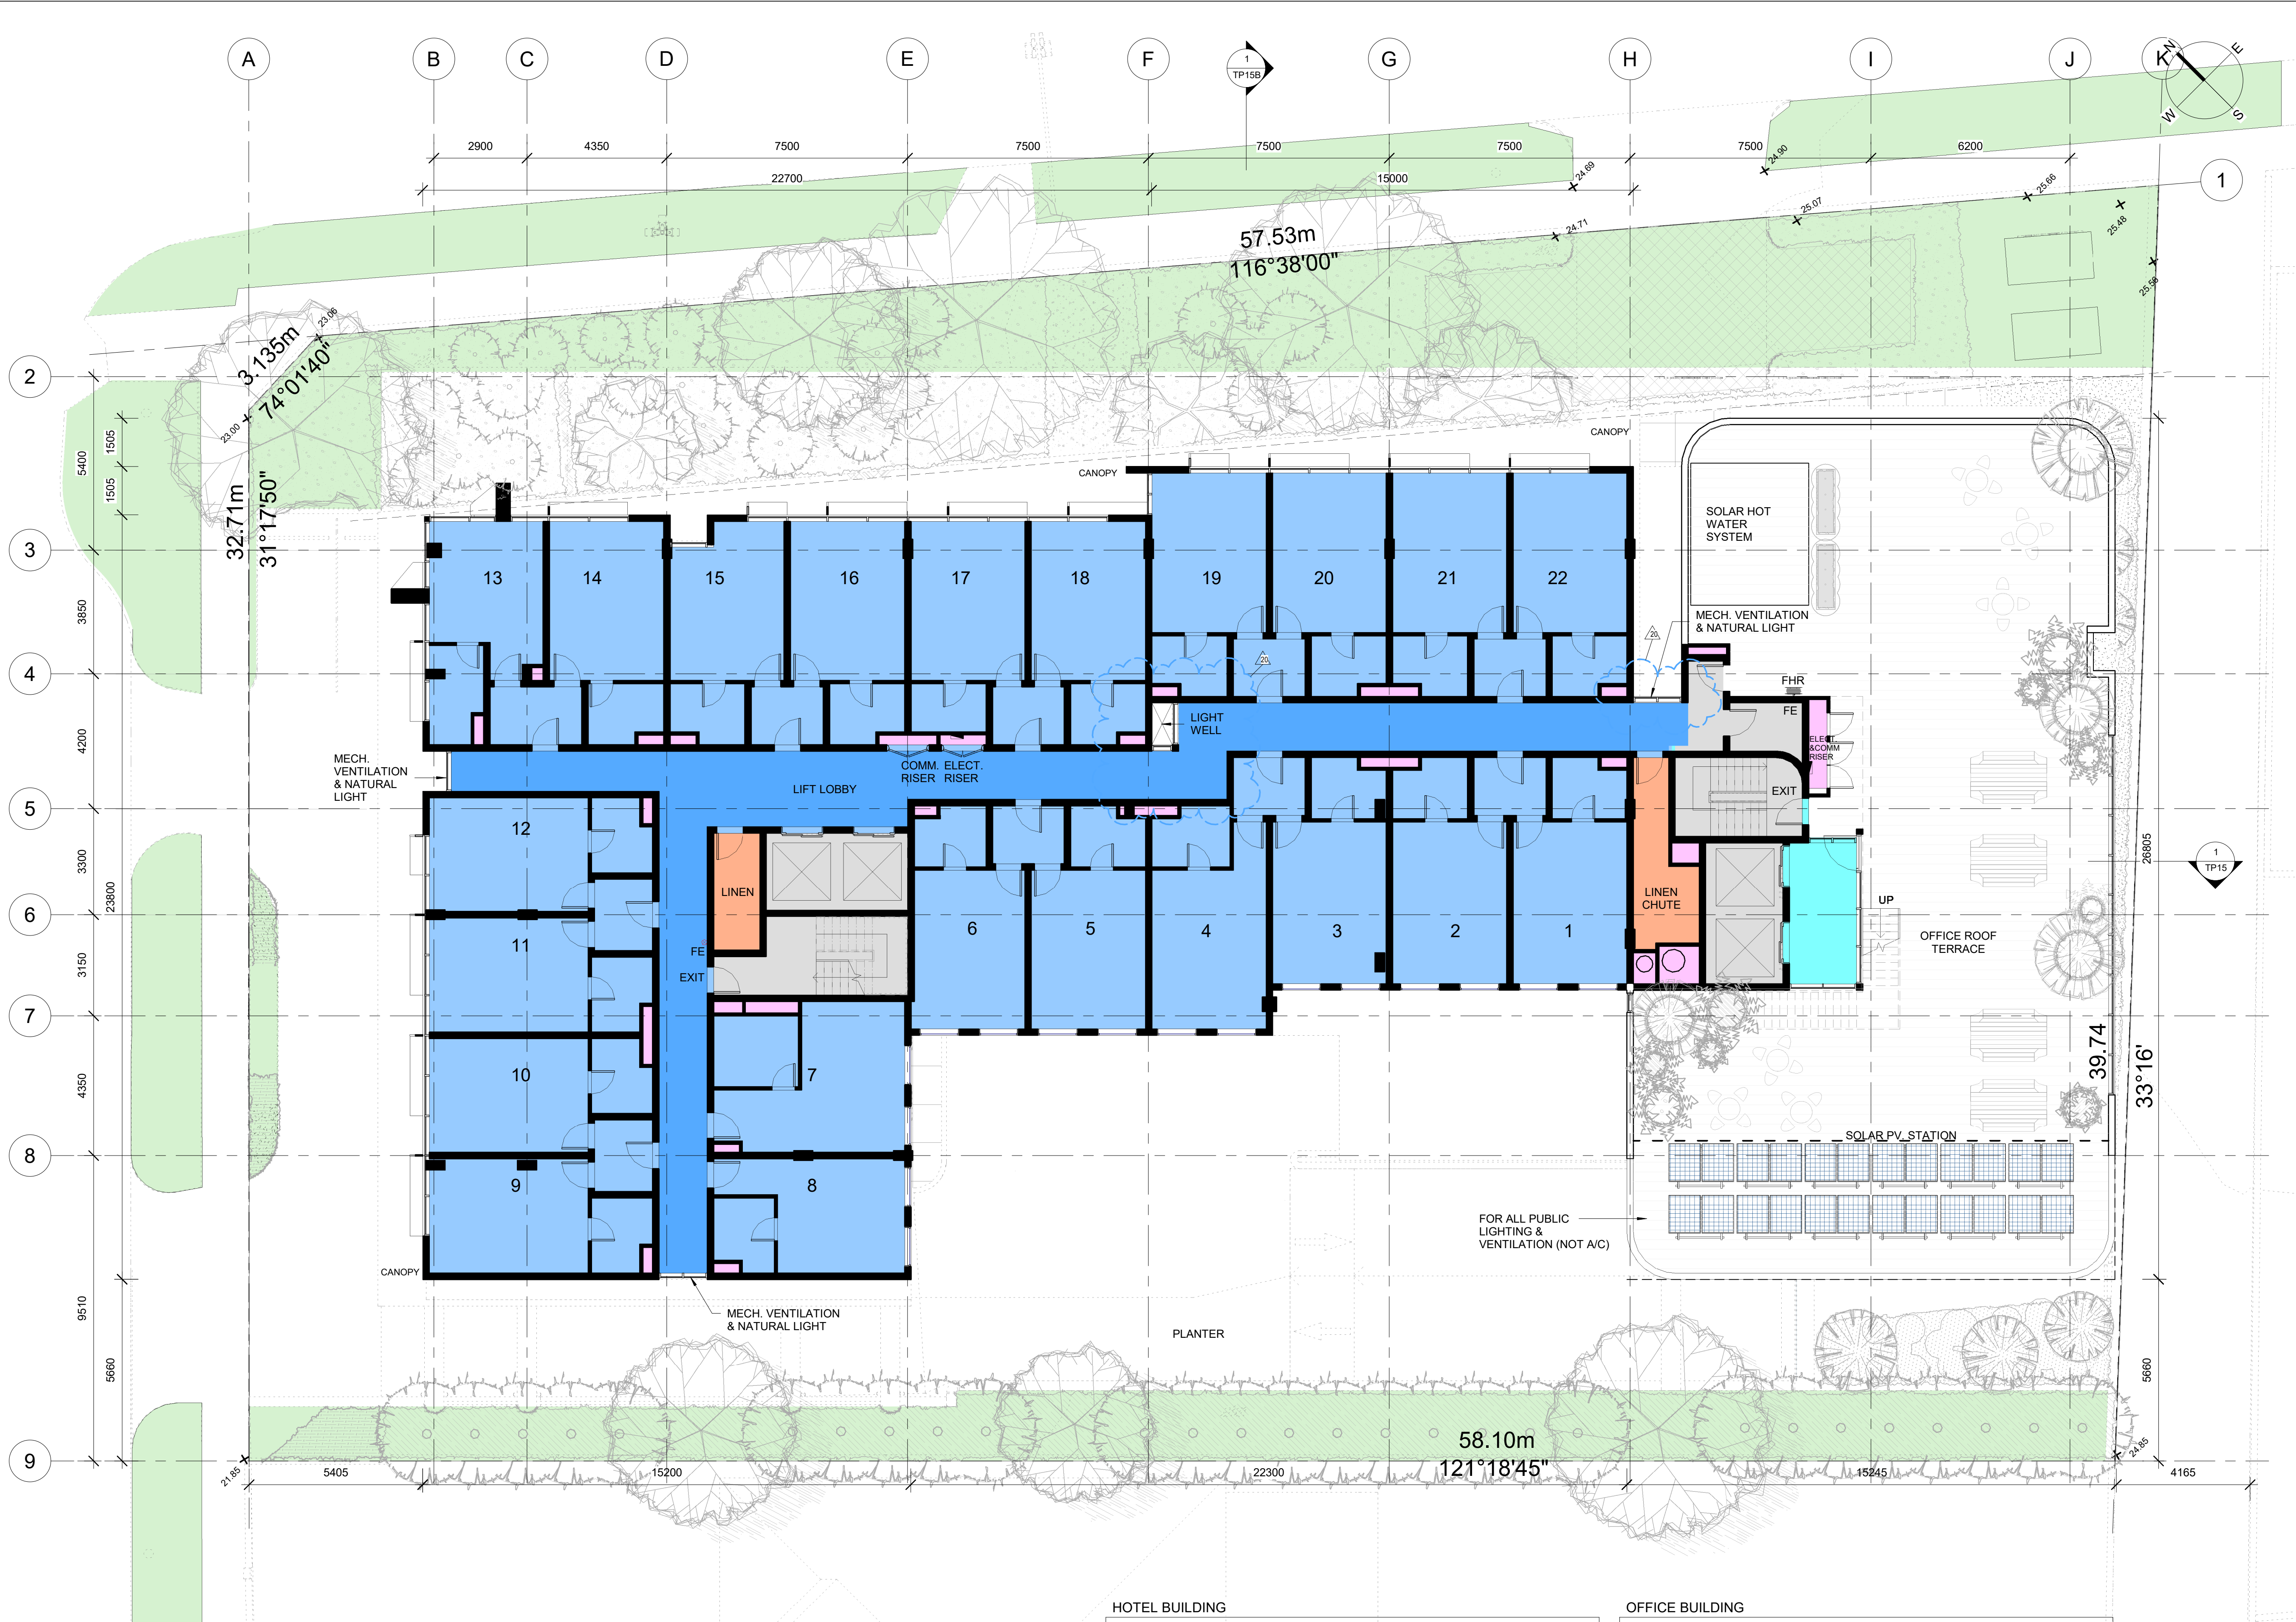 A
B
C
D
E
F
G
H
I
J
K
N
E
W
S
1
TP15B
2900
4350
7500
7500
7500
7500
7500
6200
22700
15000
24.69
24.90
25.66
25.48
25.07
24.71
25.56
1
57.53m
116°38'00"
23.06
3.135m
74°01'40"
23.00
2
3
4
5
6
7
8
9
5400
3850
4200
3300
3150
4350
9510
1505
1505
23800
5660
32.71m
31°17'50"
CANOPY
CANOPY
SOLAR HOT
WATER
SYSTEM
13
14
15
16
17
18
19
20
21
22
MECH. VENTILATION
& NATURAL LIGHT
20
20
FHR
FE
LIGHT
WELL
ELECT.
&COMM
RISER
MECH.
VENTILATION
& NATURAL
LIGHT
COMM.
RISER
ELECT.
RISER
LIFT LOBBY
EXIT
12
LINEN
LINEN
CHUTE
UP
26805
1
TP15
11
6
5
4
3
2
1
OFFICE ROOF
TERRACE
FE
EXIT
10
7
39.74
33°16'
SOLAR PV. STATION
9
8
FOR ALL PUBLIC
LIGHTING &
VENTILATION (NOT A/C)
CANOPY
MECH. VENTILATION
& NATURAL LIGHT
PLANTER
5660
58.10m
121°18'45"
21.85
24.85
5405
15200
22300
15245
4165
HOTEL BUILDING
OFFICE BUILDING